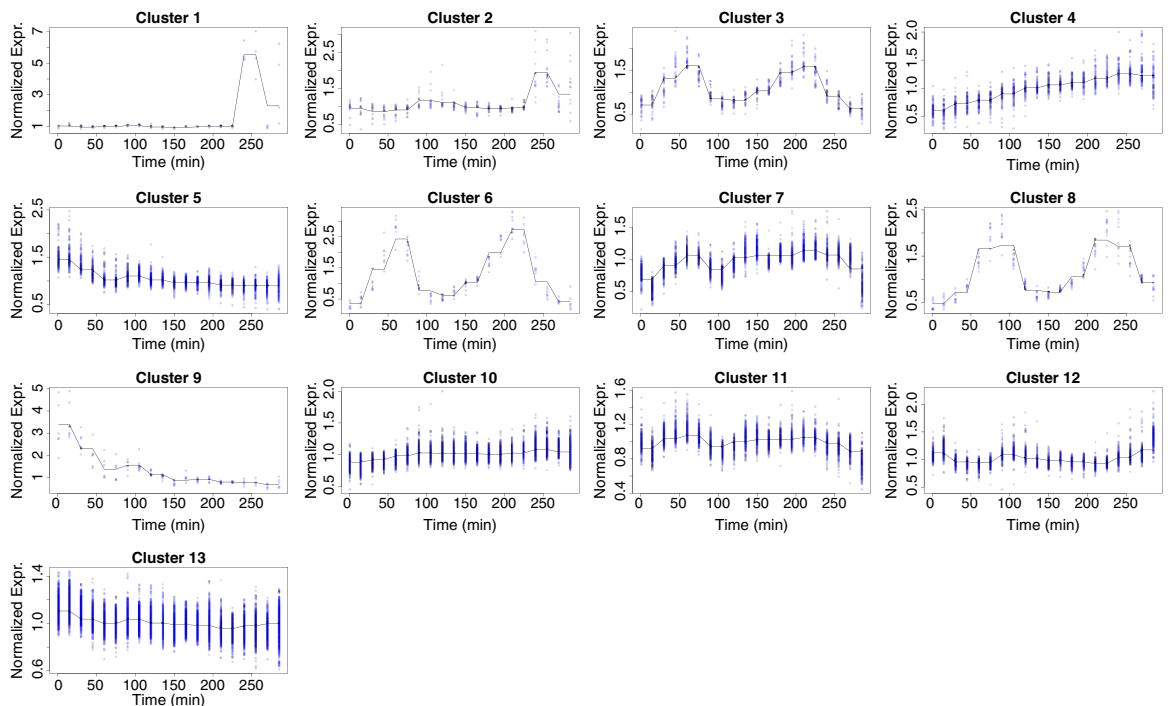 Cluster 1
Normalized Expr.
1 3 5 7
0 50 100 150 200 250
Time (min)
Cluster 2
Normalized Expr.
0.5 1.5 2.5
0 50 100 150 200 250
Time (min)
Cluster 3
Normalized Expr.
0.5 1.5
0 50 100 150 200 250
Time (min)
Cluster 4
Normalized Expr.
0.5 1.0 1.5 2.0
0 50 100 150 200 250
Time (min)
Cluster 5
Normalized Expr.
0.5 1.5 2.5
0 50 100 150 200 250
Time (min)
Cluster 6
Normalized Expr.
0.5 1.5 2.5
0 50 100 150 200 250
Time (min)
Cluster 7
Normalized Expr.
0.5 1.0 1.5
0 50 100 150 200 250
Time (min)
Cluster 8
Normalized Expr.
0.5 1.5 2.5
0 50 100 150 200 250
Time (min)
Cluster 9
Normalized Expr.
1 2 3 4 5
0 50 100 150 200 250
Time (min)
Cluster 10
Normalized Expr.
0.5 1.0 1.5 2.0
0 50 100 150 200 250
Time (min)
Cluster 11
Normalized Expr.
0.4 0.8 1.2 1.6
0 50 100 150 200 250
Time (min)
Cluster 12
Normalized Expr.
0.5 1.0 1.5 2.0
0 50 100 150 200 250
Time (min)
Cluster 13
Normalized Expr.
0.6 1.0 1.4
0 50 100 150 200 250
Time (min)